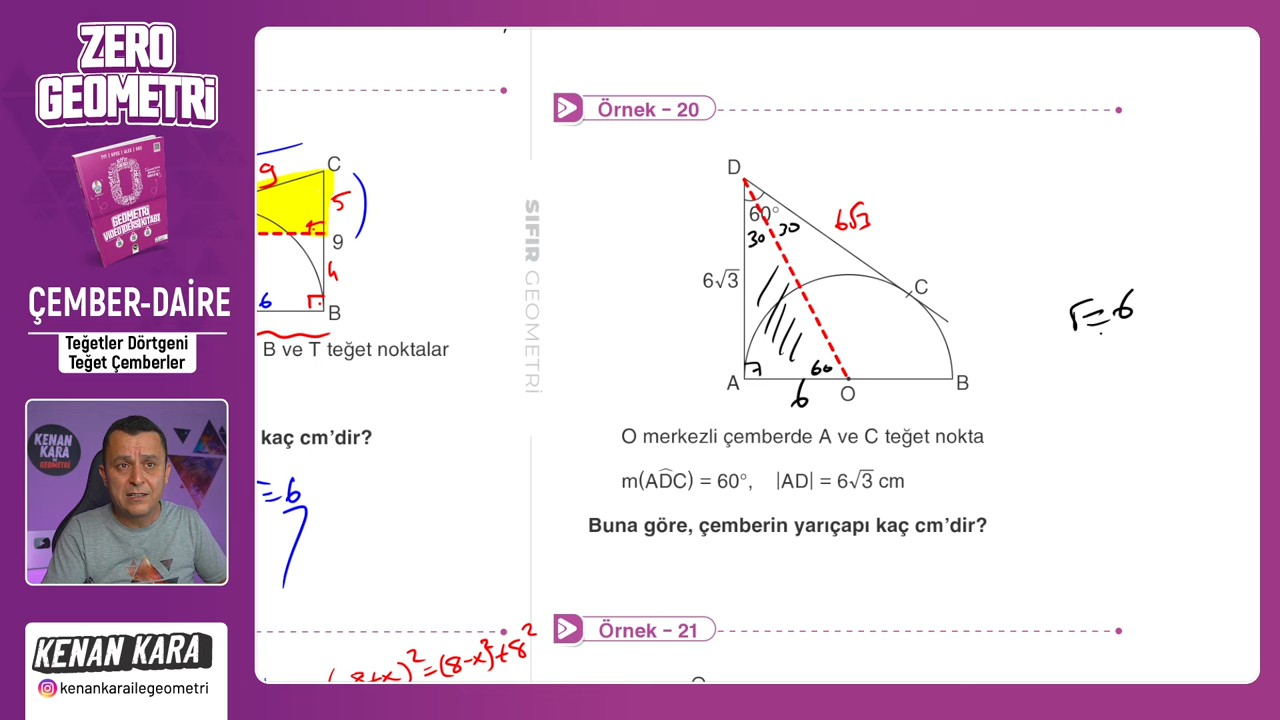 ZERO
GEOMETRİ
GEOMETRİ
VİDEO DERS KİTABI
ÇEMBER-DAİRE
Teğetler Dörtgeni
Teğet Çemberler
KENAN
KARA
GEOMETRİ
KENAN KARA
kenankarailegeometri
9
C
5
9
4
6
B
B ve T teğet noktalar
kaç cm'dir?
=6
(8+x)²=(8-x)²+8²
SIFIR GEOMETRİ
Örnek – 20
D
60°
30
30
6√3
6√3
C
60
A
6
O
B
r=6
O merkezli çemberde A ve C teğet nokta
m(ADC) = 60°, |AD| = 6√3 cm
Buna göre, çemberin yarıçapı kaç cm'dir?
Örnek – 21